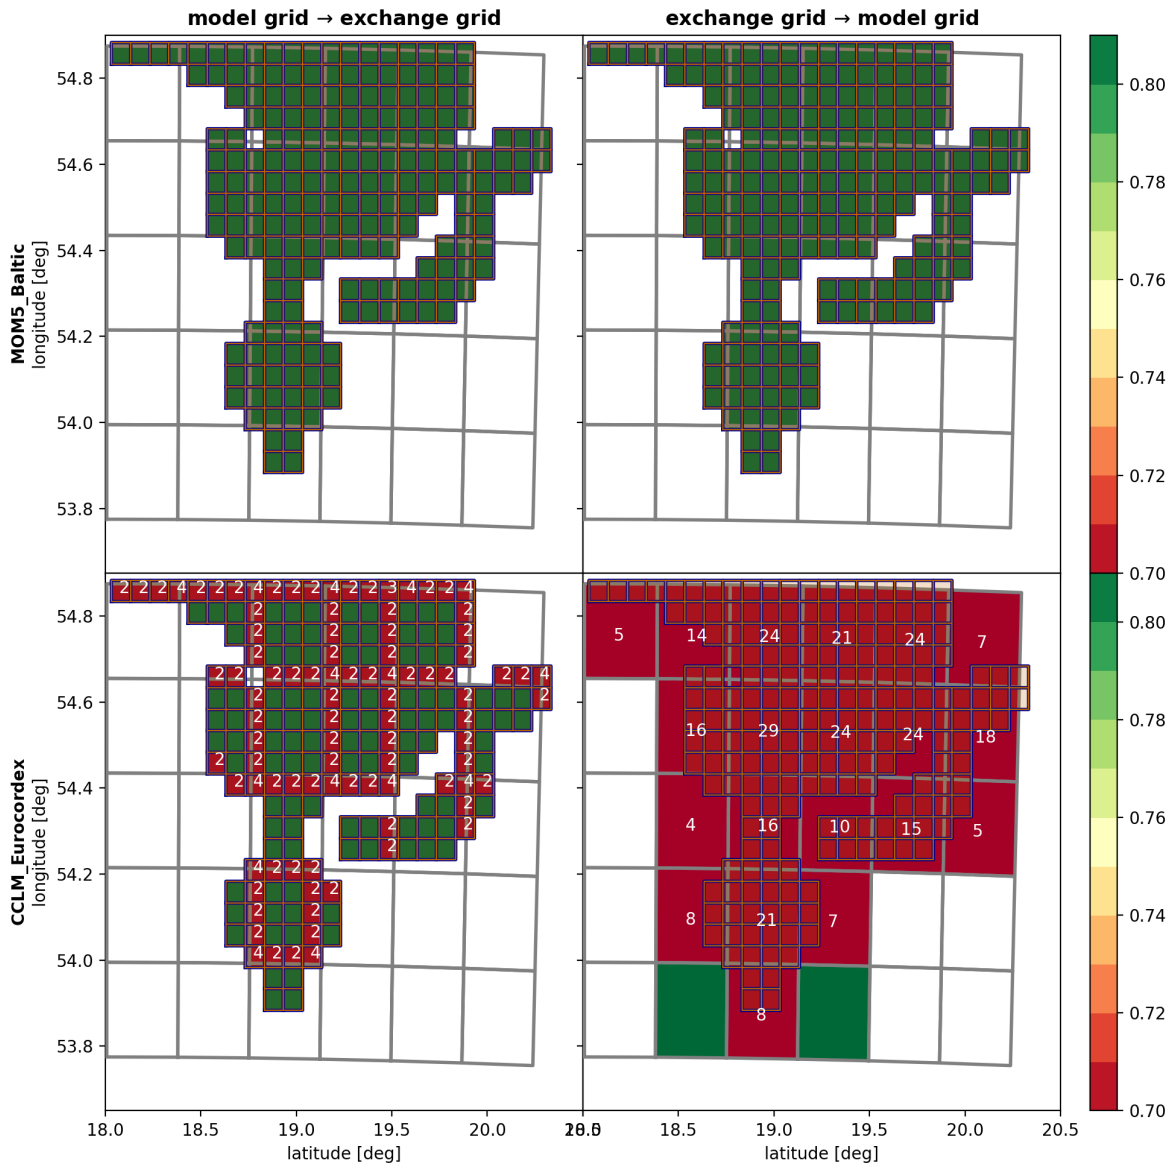 model grid → exchange grid
exchange grid → model grid
MOM5_Baltic
longitude [deg]
54.8
54.6
54.4
54.2
54.0
53.8
0.80
0.78
0.76
0.74
0.72
0.70
CCLM_Eurocordex
longitude [deg]
54.8
54.6
54.4
54.2
54.0
53.8
2 2 2 4 2 2 2 4 2 2 2 4 2 2 3 4 2 2 4
2 2 2 2
2 2 2 2
2 2 2 2
2 2 2 2 2 4 2 2 4 2 2 2 2 2 4
2 2 2 2 2
2 2 2 2
2 2 2 2
2 2 2 2 2
2 4 2 2 2 4 2 2 4 2 4 2
2
2 2
2
4 2 2 2
2 2 2
2 2
2 2
4 2 2 4
5 14 24 21 24 7
16 29 24 24 18
4 16 10 15 5
8 21 7
8
0.80
0.78
0.76
0.74
0.72
0.70
18.0 18.5 19.0 19.5 20.0
18.5 19.0 19.5 20.0 20.5
latitude [deg]
latitude [deg]